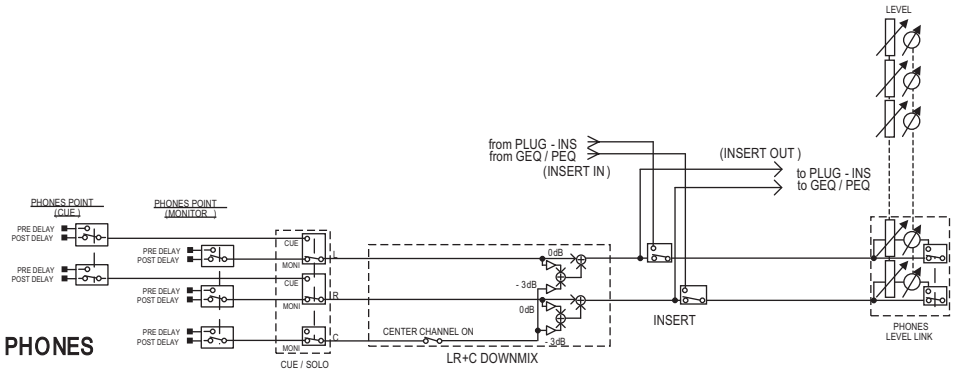 LEVEL
from PLUG - INS
from GEQ / PEQ
(INSERT IN )
(INSERT OUT )
to PLUG - INS
to GEQ / PEQ
PHONES POINT
(CUE )
PHONES POINT
(MONITOR )
PRE DELAY
POST DELAY
PRE DELAY
POST DELAY
PRE DELAY
POST DELAY
PRE DELAY
POST DELAY
PRE DELAY
POST DELAY
CUE
MONI
L
CUE
MONI
R
MONI
C
CUE / SOLO
0dB
- 3dB
0dB
- 3dB
CENTER CHANNEL ON
LR+C DOWNMIX
INSERT
PHONES
LEVEL LINK
PHONES